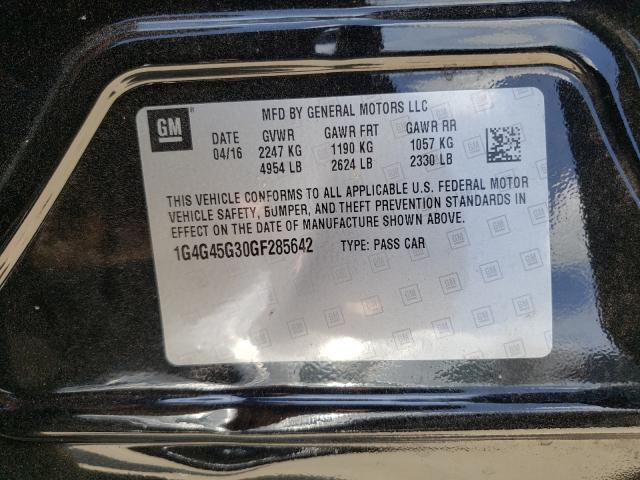 GM
MFD BY GENERAL MOTORS LLC
DATE GVWR GAWR FRT GAWR RR
04/16 2247 KG 1190 KG 1057 KG
4954 LB 2624 LB 2330 LB
THIS VEHICLE CONFORMS TO ALL APPLICABLE U.S. FEDERAL MOTOR
VEHICLE SAFETY, BUMPER, AND THEFT PREVENTION STANDARDS IN
EFFECT ON THE DATE OF MANUFACTURE SHOWN ABOVE.
1G4G45G30GF285642 TYPE: PASS CAR